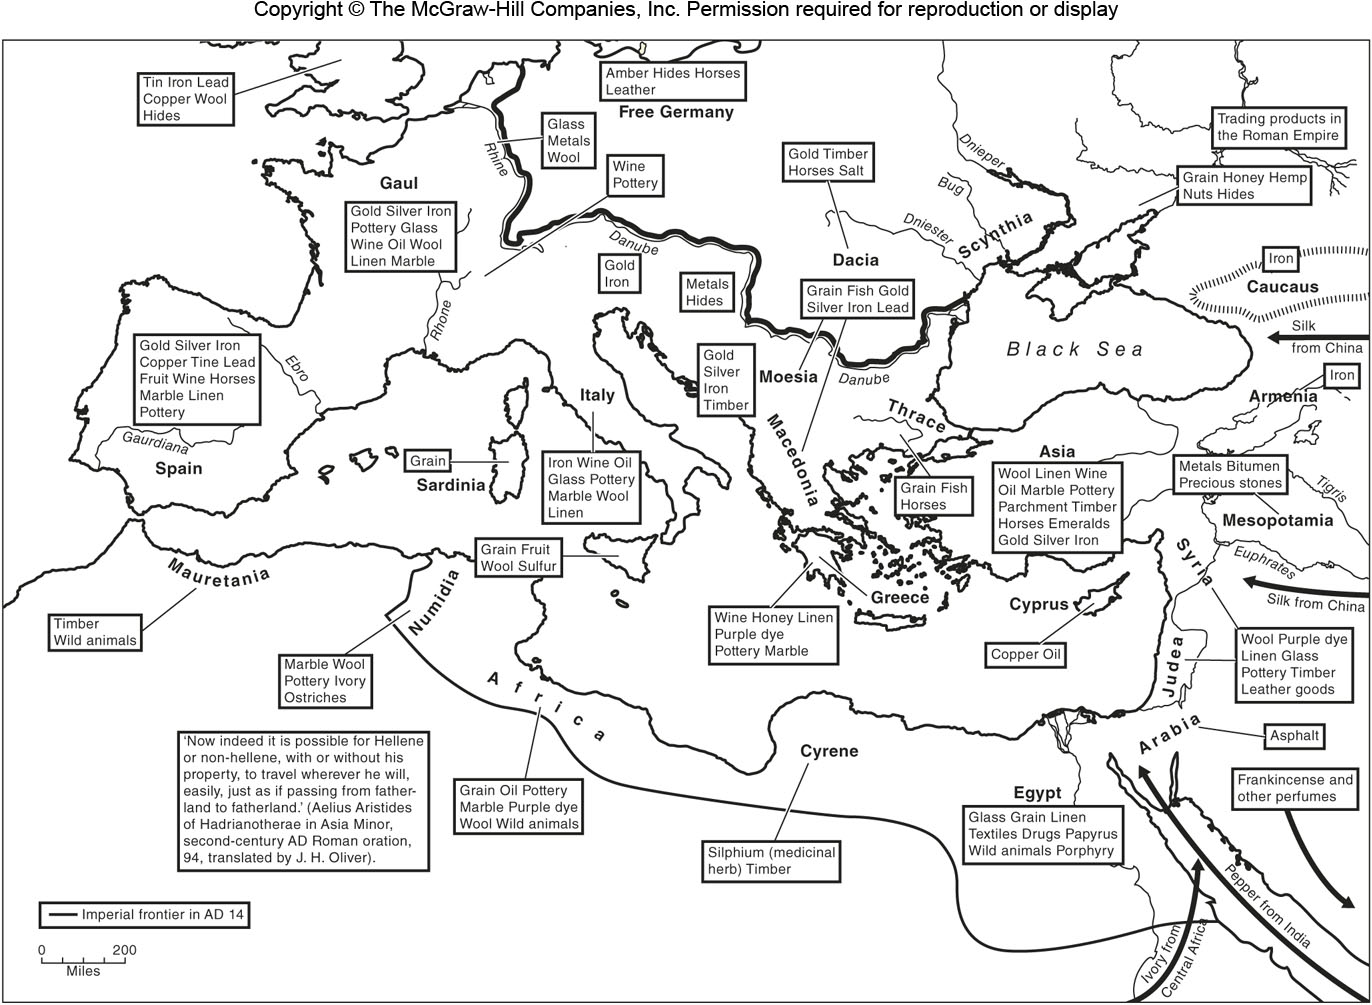 Copyright © The McGraw-Hill Companies, Inc. Permission required for reproduction or display
Tin Iron Lead
Copper Wool
Hides
Amber Hides Horses
Leather
Free Germany
Glass
Metals
Wool
Rhine
Wine
Pottery
Gaul
Gold Silver Iron
Pottery Glass
Wine Oil Wool
Linen Marble
Rhone
Gold Timber
Horses Salt
Dnieper
Bug
Dniester
Scynthia
Trading products in
the Roman Empire
Grain Honey Hemp
Nuts Hides
Danube
Gold
Iron
Metals
Hides
Dacia
Grain Fish Gold
Silver Iron Lead
Iron
Caucaus
Silk
from China
Black Sea
Gold Silver Iron
Copper Tine Lead
Fruit Wine Horses
Marble Linen
Pottery
Ebro
Gaurdiana
Spain
Italy
Gold
Silver
Iron
Timber
Moesia
Danube
Iron
Armenia
Thrace
Macedonia
Grain
Sardinia
Iron Wine Oil
Glass Pottery
Marble Wool
Linen
Grain Fish
Horses
Asia
Wool Linen Wine
Oil Marble Pottery
Parchment Timber
Horses Emeralds
Gold Silver Iron
Metals Bitumen
Precious stones
Tigris
Mesopotamia
Euphrates
Syria
Silk from China
Grain Fruit
Wool Sulfur
Mauretania
Numidia
Timber
Wild animals
Marble Wool
Pottery Ivory
Ostriches
Greece
Wine Honey Linen
Purple dye
Pottery Marble
Cyprus
Copper Oil
Judea
Wool Purple dye
Linen Glass
Pottery Timber
Leather goods
Africa
Arabia
Asphalt
'Now indeed it is possible for Hellene
or non-hellene, with or without his
property, to travel wherever he will,
easily, just as if passing from father-
land to fatherland.' (Aelius Aristides
of Hadrianotherae in Asia Minor,
second-century AD Roman oration,
94, translated by J. H. Oliver).
Grain Oil Pottery
Marble Purple dye
Wool Wild animals
Cyrene
Silphium (medicinal
herb) Timber
Egypt
Glass Grain Linen
Textiles Drugs Papyrus
Wild animals Porphyry
Frankincense and
other perfumes
Pepper from India
Ivory from
Central Africa
Imperial frontier in AD 14
0 200
Miles